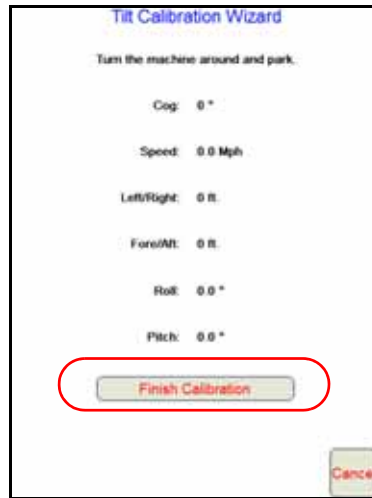 Tilt Calibration Wizard
Turn the machine around and park.
Cog: 0 °
Speed: 0.0 Mph
Left/Right: 0 ft.
Fore/Aft: 0 ft.
Roll: 0.0 °
Pitch: 0.0 °
Finish Calibration
Cance